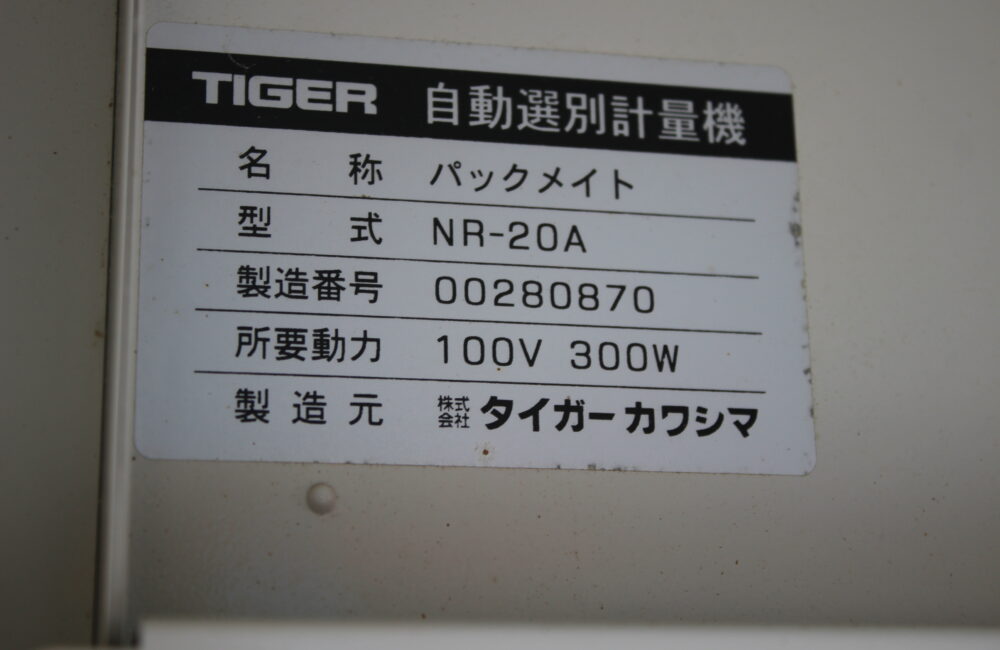 TIGER 自動選別計量機
名称 パックメイト
型式 NR-20A
製造番号 00280870
所要動力 100V 300W
製造元 株式会社 タイガーカワシマ